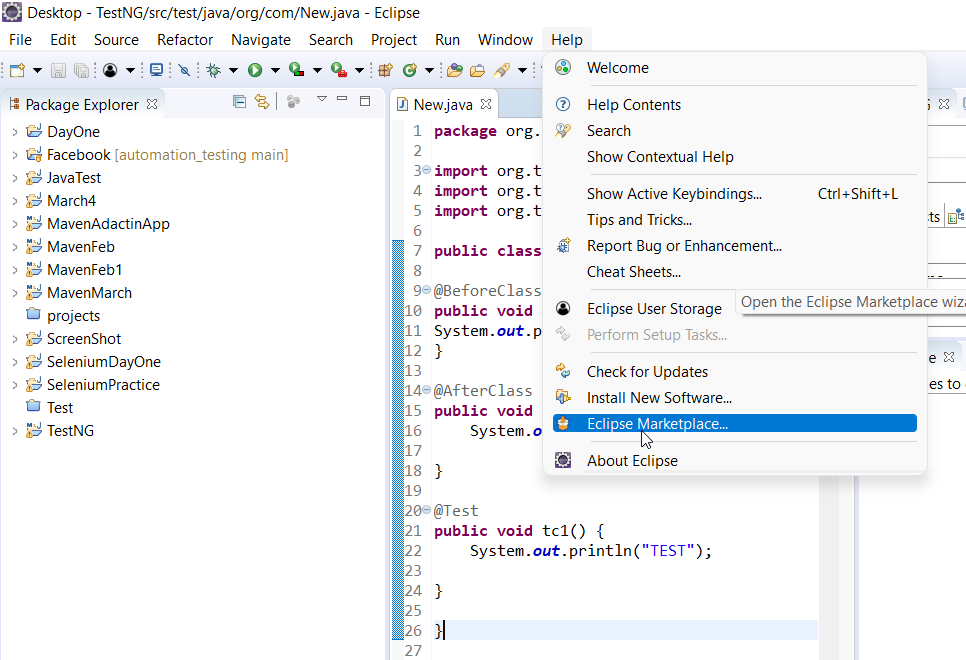 Desktop - TestNG/src/test/java/org/com/New.java - Eclipse
File Edit Source Refactor Navigate Search Project Run Window Help
Package Explorer
DayOne
Facebook [automation_testing main]
JavaTest
March4
MavenAdactinApp
MavenFeb
MavenFeb1
MavenMarch
projects
ScreenShot
SeleniumDayOne
SeleniumPractice
Test
TestNG
New.java
1 package org.
2
3 import org.t
4 import org.t
5 import org.t
6
7 public class
8
9 @BeforeClass
10 public void
11 System.out.p
12 }
13
14 @AfterClass
15 public void
16 System.o
17
18 }
19
20 @Test
21 public void tc1() {
22 System.out.println("TEST");
23
24 }
25
26 }
27
Welcome
Help Contents
Search
Show Contextual Help
Show Active Keybindings... Ctrl+Shift+L
Tips and Tricks...
Report Bug or Enhancement...
Cheat Sheets...
Eclipse User Storage
Perform Setup Tasks...
Check for Updates
Install New Software...
Eclipse Marketplace...
About Eclipse
Open the Eclipse Marketplace wiza
ts
e
es to